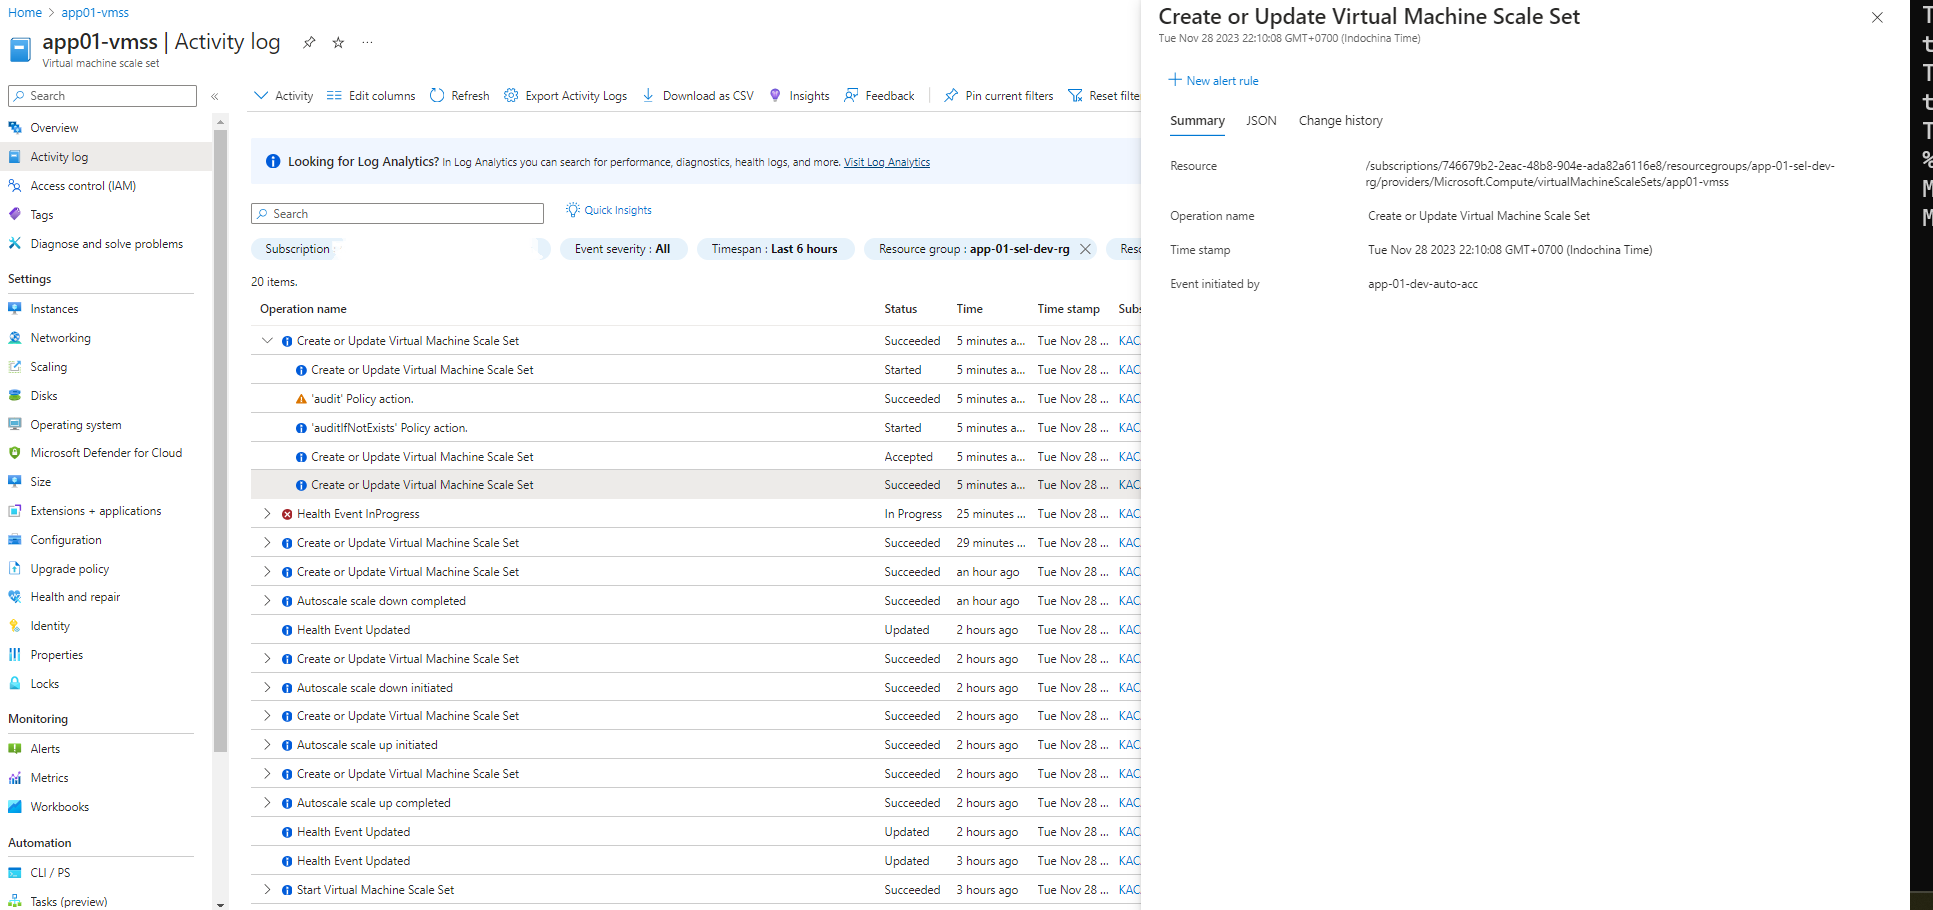 Home > app01-vmss
app01-vmss | Activity log
Virtual machine scale set
Search
Overview
Activity log
Access control (IAM)
Tags
Diagnose and solve problems
Settings
Instances
Networking
Scaling
Disks
Operating system
Microsoft Defender for Cloud
Size
Extensions + applications
Configuration
Upgrade policy
Health and repair
Identity
Properties
Locks
Monitoring
Alerts
Metrics
Workbooks
Automation
CLI / PS
Tasks (preview)
Activity Edit columns Refresh Export Activity Logs Download as CSV Insights Feedback Pin current filters Reset filte
Looking for Log Analytics? In Log Analytics you can search for performance, diagnostics, health logs, and more. Visit Log Analytics
Search Quick Insights
Subscription Event severity : All Timespan : Last 6 hours Resource group : app-01-sel-dev-rg Reso
20 items.
Operation name Status Time Time stamp Subs
Create or Update Virtual Machine Scale Set Succeeded 5 minutes a... Tue Nov 28 ... KAC
Create or Update Virtual Machine Scale Set Started 5 minutes a... Tue Nov 28 ... KAC
'audit' Policy action. Succeeded 5 minutes a... Tue Nov 28 ... KAC
'auditIfNotExists' Policy action. Started 5 minutes a... Tue Nov 28 ... KAC
Create or Update Virtual Machine Scale Set Accepted 5 minutes a... Tue Nov 28 ... KAC
Create or Update Virtual Machine Scale Set Succeeded 5 minutes a... Tue Nov 28 ... KAC
Health Event InProgress In Progress 25 minutes ... Tue Nov 28 ... KAC
Create or Update Virtual Machine Scale Set Succeeded 29 minutes ... Tue Nov 28 ... KAC
Create or Update Virtual Machine Scale Set Succeeded an hour ago Tue Nov 28 ... KAC
Autoscale scale down completed Succeeded an hour ago Tue Nov 28 ... KAC
Health Event Updated Updated 2 hours ago Tue Nov 28 ... KAC
Create or Update Virtual Machine Scale Set Succeeded 2 hours ago Tue Nov 28 ... KAC
Autoscale scale down initiated Succeeded 2 hours ago Tue Nov 28 ... KAC
Create or Update Virtual Machine Scale Set Succeeded 2 hours ago Tue Nov 28 ... KAC
Autoscale scale up initiated Succeeded 2 hours ago Tue Nov 28 ... KAC
Create or Update Virtual Machine Scale Set Succeeded 2 hours ago Tue Nov 28 ... KAC
Autoscale scale up completed Succeeded 2 hours ago Tue Nov 28 ... KAC
Health Event Updated Updated 2 hours ago Tue Nov 28 ... KAC
Health Event Updated Updated 3 hours ago Tue Nov 28 ... KAC
Start Virtual Machine Scale Set Succeeded 3 hours ago Tue Nov 28 ... KAC
Create or Update Virtual Machine Scale Set
Tue Nov 28 2023 22:10:08 GMT+0700 (Indochina Time)
New alert rule
Summary JSON Change history
Resource /subscriptions/746679b2-2eac-48b8-904e-ada82a6116e8/resourcegroups/app-01-sel-dev-
rg/providers/Microsoft.Compute/virtualMachineScaleSets/app01-vmss
Operation name Create or Update Virtual Machine Scale Set
Time stamp Tue Nov 28 2023 22:10:08 GMT+0700 (Indochina Time)
Event initiated by app-01-dev-auto-acc